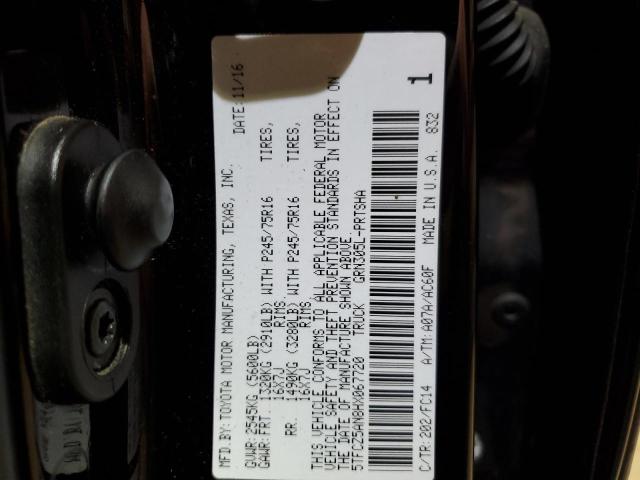 MFD.BY:TOYOTA MOTOR MANUFACTURING, TEXAS, INC. DATE:11/16
GVWR:2545KG (5600LB)
GAWR:FRT. 1320KG (2910LB) WITH P245/75R16 TIRES,
16X7J RIMS.
RR. 1490KG (3280LB) WITH P245/75R16 TIRES,
16X7J RIMS.
THIS VEHICLE CONFORMS TO ALL APPLICABLE FEDERAL MOTOR
VEHICLE SAFETY AND THEFT PREVENTION STANDARDS IN EFFECT ON
THE DATE OF MANUFACTURE SHOWN ABOVE.
5TFCZ5AN8HX067720 TRUCK GRN305L-PRTSHA
C/TR:202/FC14 A/TM:A07A/AC60F MADE IN U.S.A. 832
1